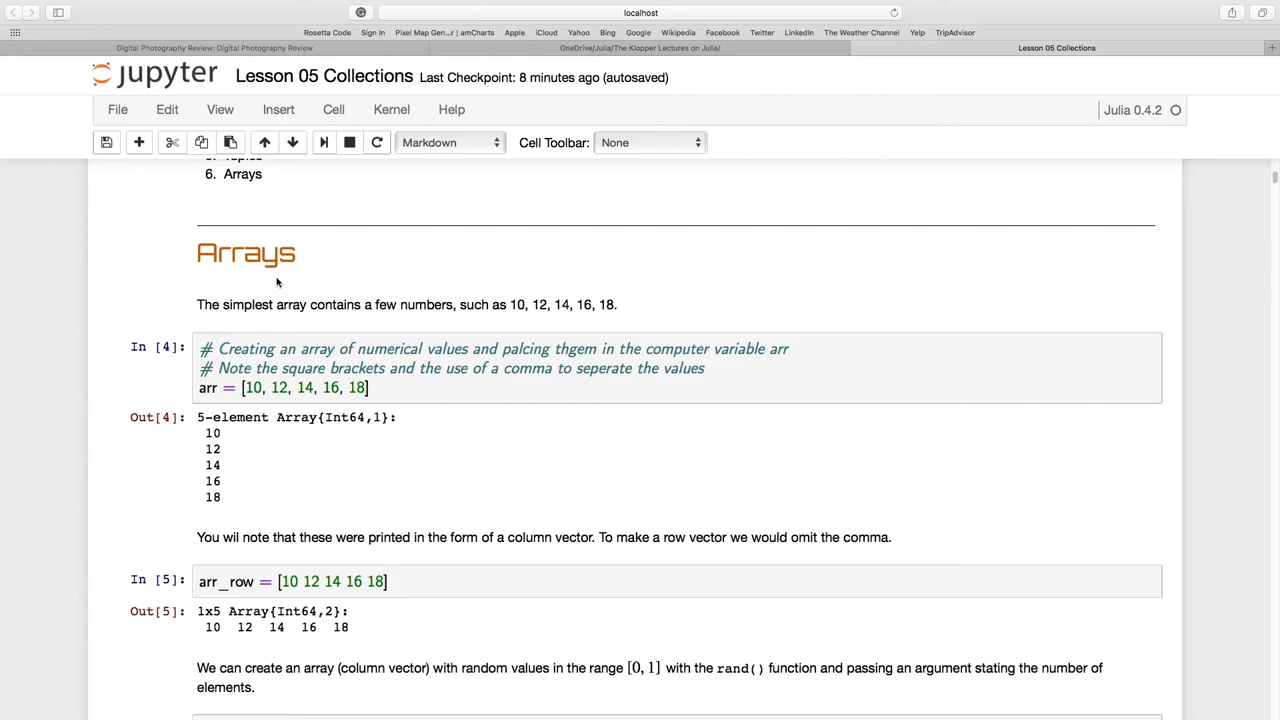 localhost
Rosetta Code Sign In Pixel Map Gen...r | amCharts Apple iCloud Yahoo Bing Google Wikipedia Facebook Twitter LinkedIn The Weather Channel Yelp TripAdvisor
Digital Photography Review: Digital Photography Review OneDrive/Julia/The Klopper Lectures on Julia/ Lesson 05 Collections
jupyter Lesson 05 Collections Last Checkpoint: 8 minutes ago (autosaved)
File Edit View Insert Cell Kernel Help Julia 0.4.2
Markdown Cell Toolbar: None
6. Arrays
Arrays
The simplest array contains a few numbers, such as 10, 12, 14, 16, 18.
In [4]: # Creating an array of numerical values and palcing thgem in the computer variable arr
# Note the square brackets and the use of a comma to seperate the values
arr = [10, 12, 14, 16, 18]
Out[4]: 5-element Array{Int64,1}:
10
12
14
16
18
You wil note that these were printed in the form of a column vector. To make a row vector we would omit the comma.
In [5]: arr_row = [10 12 14 16 18]
Out[5]: 1x5 Array{Int64,2}:
10 12 14 16 18
We can create an array (column vector) with random values in the range [0, 1] with the rand() function and passing an argument stating the number of
elements.